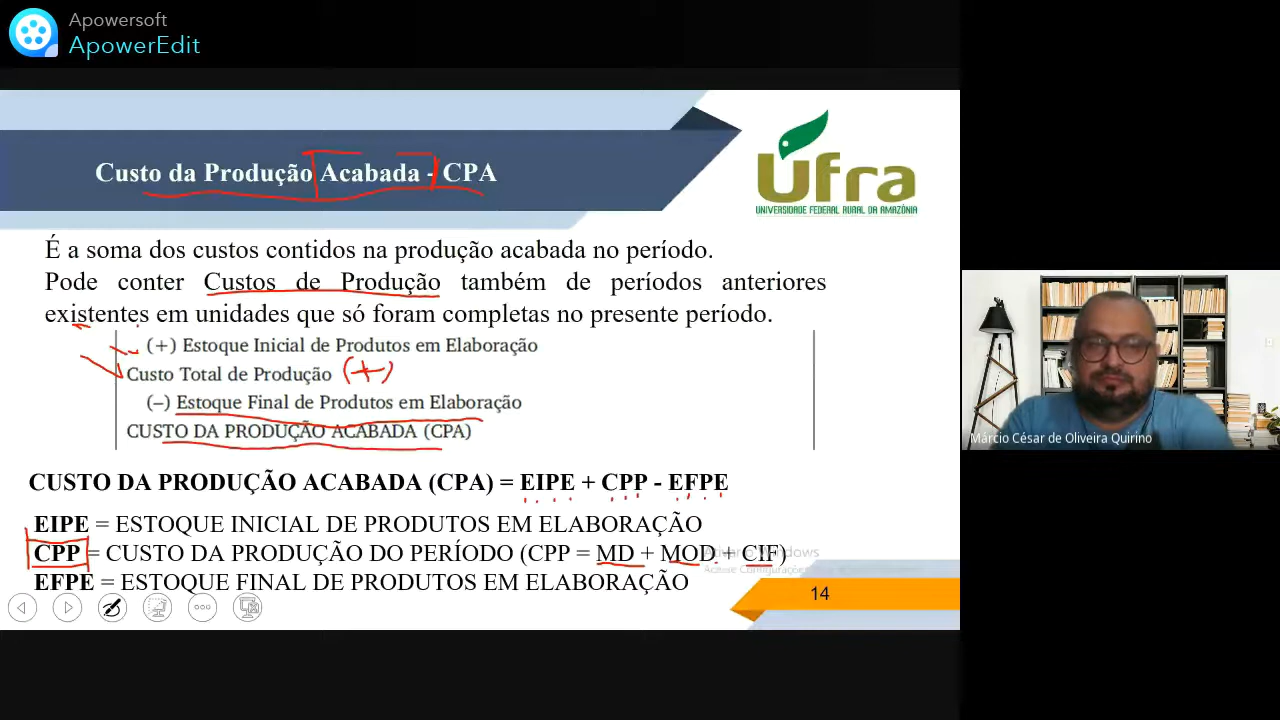 Apowersoft
ApowerEdit
Custo da Produção Acabada - CPA
Ufra
UNIVERSIDADE FEDERAL RURAL DA AMAZÔNIA
É a soma dos custos contidos na produção acabada no período.
Pode conter Custos de Produção também de períodos anteriores
existentes em unidades que só foram completas no presente período.
(+) Estoque Inicial de Produtos em Elaboração
Custo Total de Produção (+)
(–) Estoque Final de Produtos em Elaboração
CUSTO DA PRODUÇÃO ACABADA (CPA)
CUSTO DA PRODUÇÃO ACABADA (CPA) = EIPE + CPP - EFPE
EIPE = ESTOQUE INICIAL DE PRODUTOS EM ELABORAÇÃO
CPP = CUSTO DA PRODUÇÃO DO PERÍODO (CPP = MD + MOD + CIF)
EFPE = ESTOQUE FINAL DE PRODUTOS EM ELABORAÇÃO
14
Márcio César de Oliveira Quirino